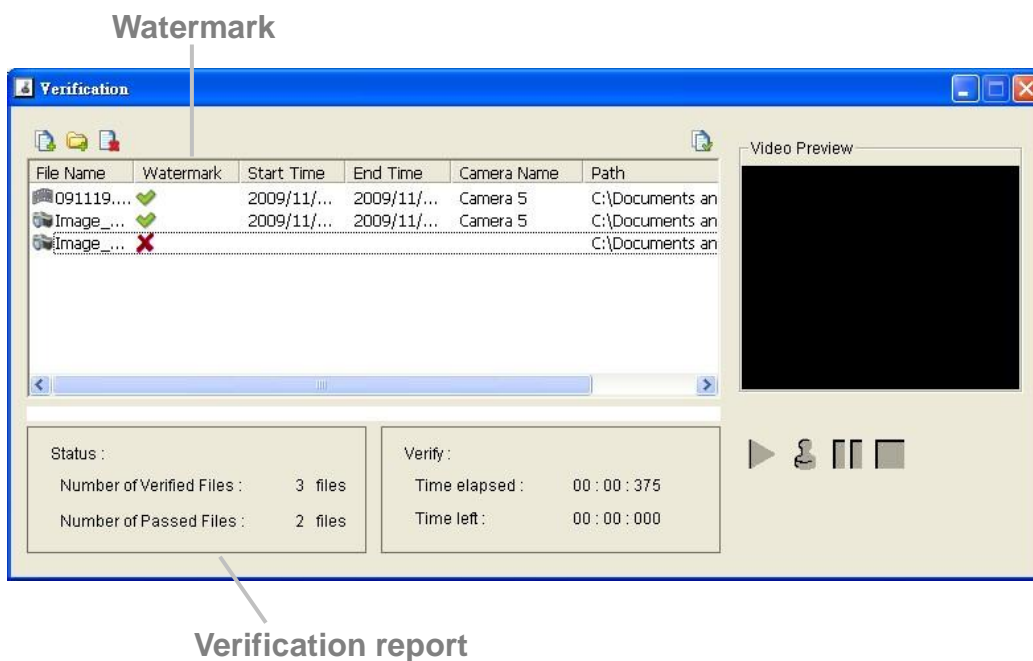 Watermark
Verification
File Name Watermark Start Time End Time Camera Name Path
091119.... 2009/11/... 2009/11/... Camera 5 C:\Documents an
Image_... 2009/11/... 2009/11/... Camera 5 C:\Documents an
Image_... C:\Documents an
Video Preview
Status :
Number of Verified Files : 3 files
Number of Passed Files : 2 files
Verify :
Time elapsed : 00 : 00 : 375
Time left : 00 : 00 : 000
Verification report